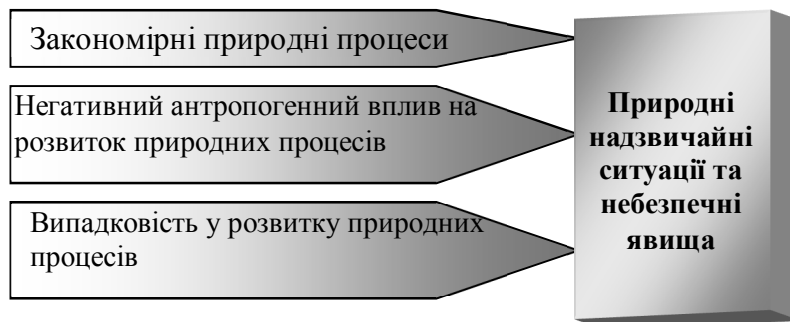 Закономірні природні процеси
Негативний антропогенний вплив на
розвиток природних процесів
Випадковість у розвитку природних
процесів
Природні
надзвичайні
ситуації та
небезпечні
явища